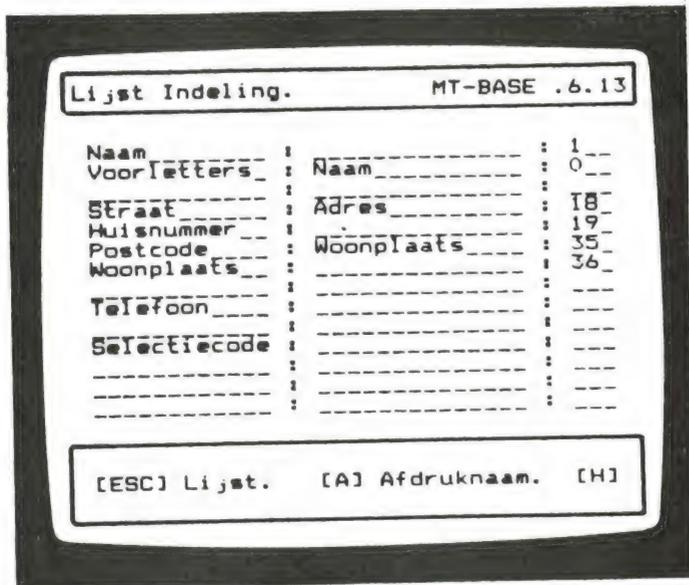 Lijst Indeling. MT-BASE .6.13
Naam : : 1
Voorletters : Naam : 0
: :
Straat : Adres : 18
Huisnummer : : 19
Postcode : Woonplaats : 35
Woonplaats : : 36
: :
Telefoon : :
: :
Selectiecode : :
: :
: :
: :
[ESC] Lijst. [A] Afdruknaam. [H]